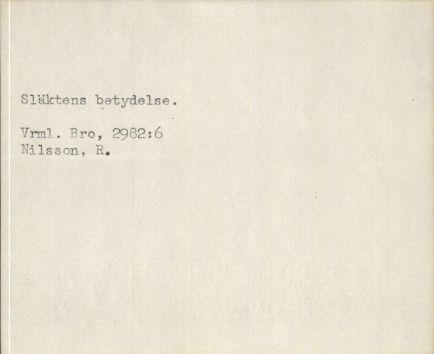 Släktens betydelse.
Vrml. Bro, 2982:6
Nilsson, R.